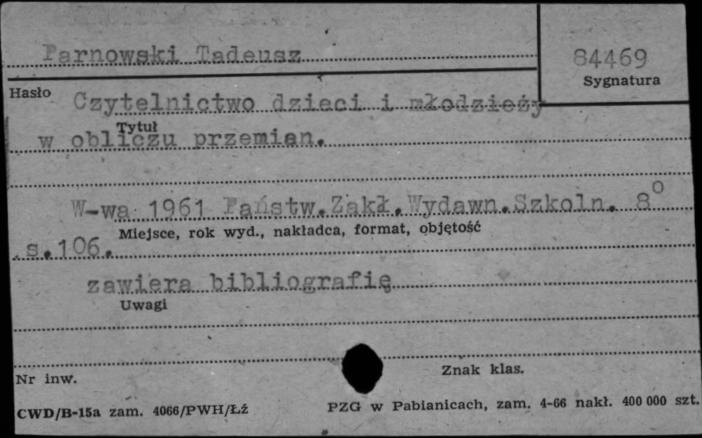 Parnowski Tadeusz
84469
Sygnatura
Hasło
Czytelnictwo dzieci i młodzieży
Tytuł
w obliczu przemian.
W-wa 1961 Państw.Zakł.Wydawn.Szkoln. 8°
Miejsce, rok wyd., nakładca, format, objętość
s.106.
zawiera bibliografię
Uwagi
Nr inw.
Znak klas.
CWD/B-15a zam. 4066/PWH/Łź
PZG w Pabianicach, zam. 4-66 nakł. 400 000 szt.